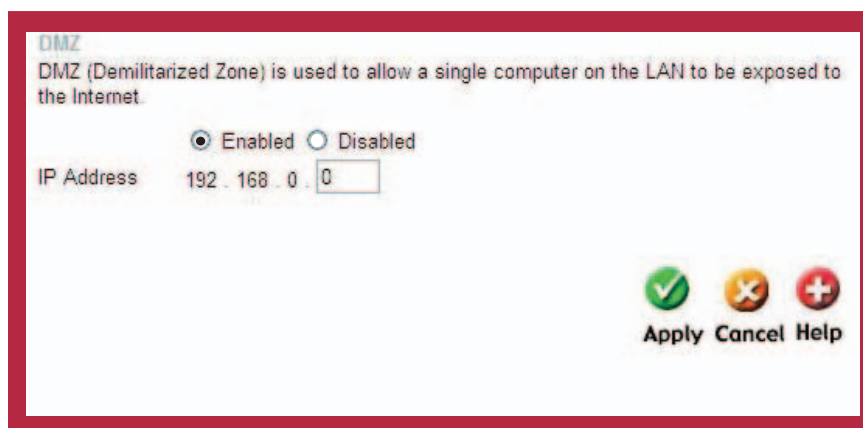 DMZ
DMZ (Demilitarized Zone) is used to allow a single computer on the LAN to be exposed to
the Internet.
Enabled Disabled
IP Address 192 . 168 . 0 . 0
Apply Cancel Help